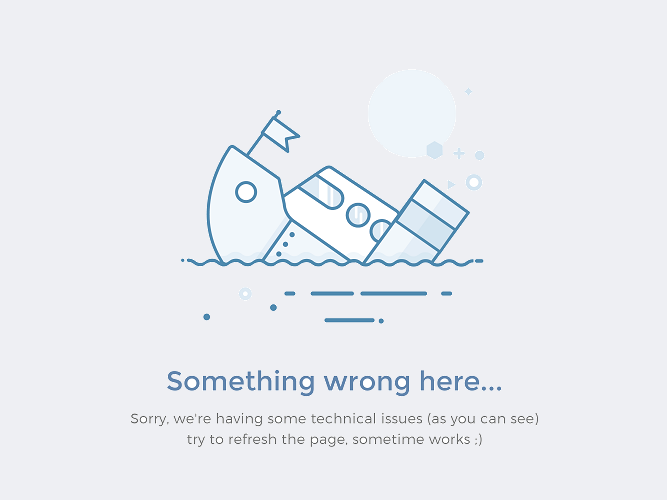 Something wrong here...
Sorry, we're having some technical issues (as you can see)
try to refresh the page, sometime works ;)